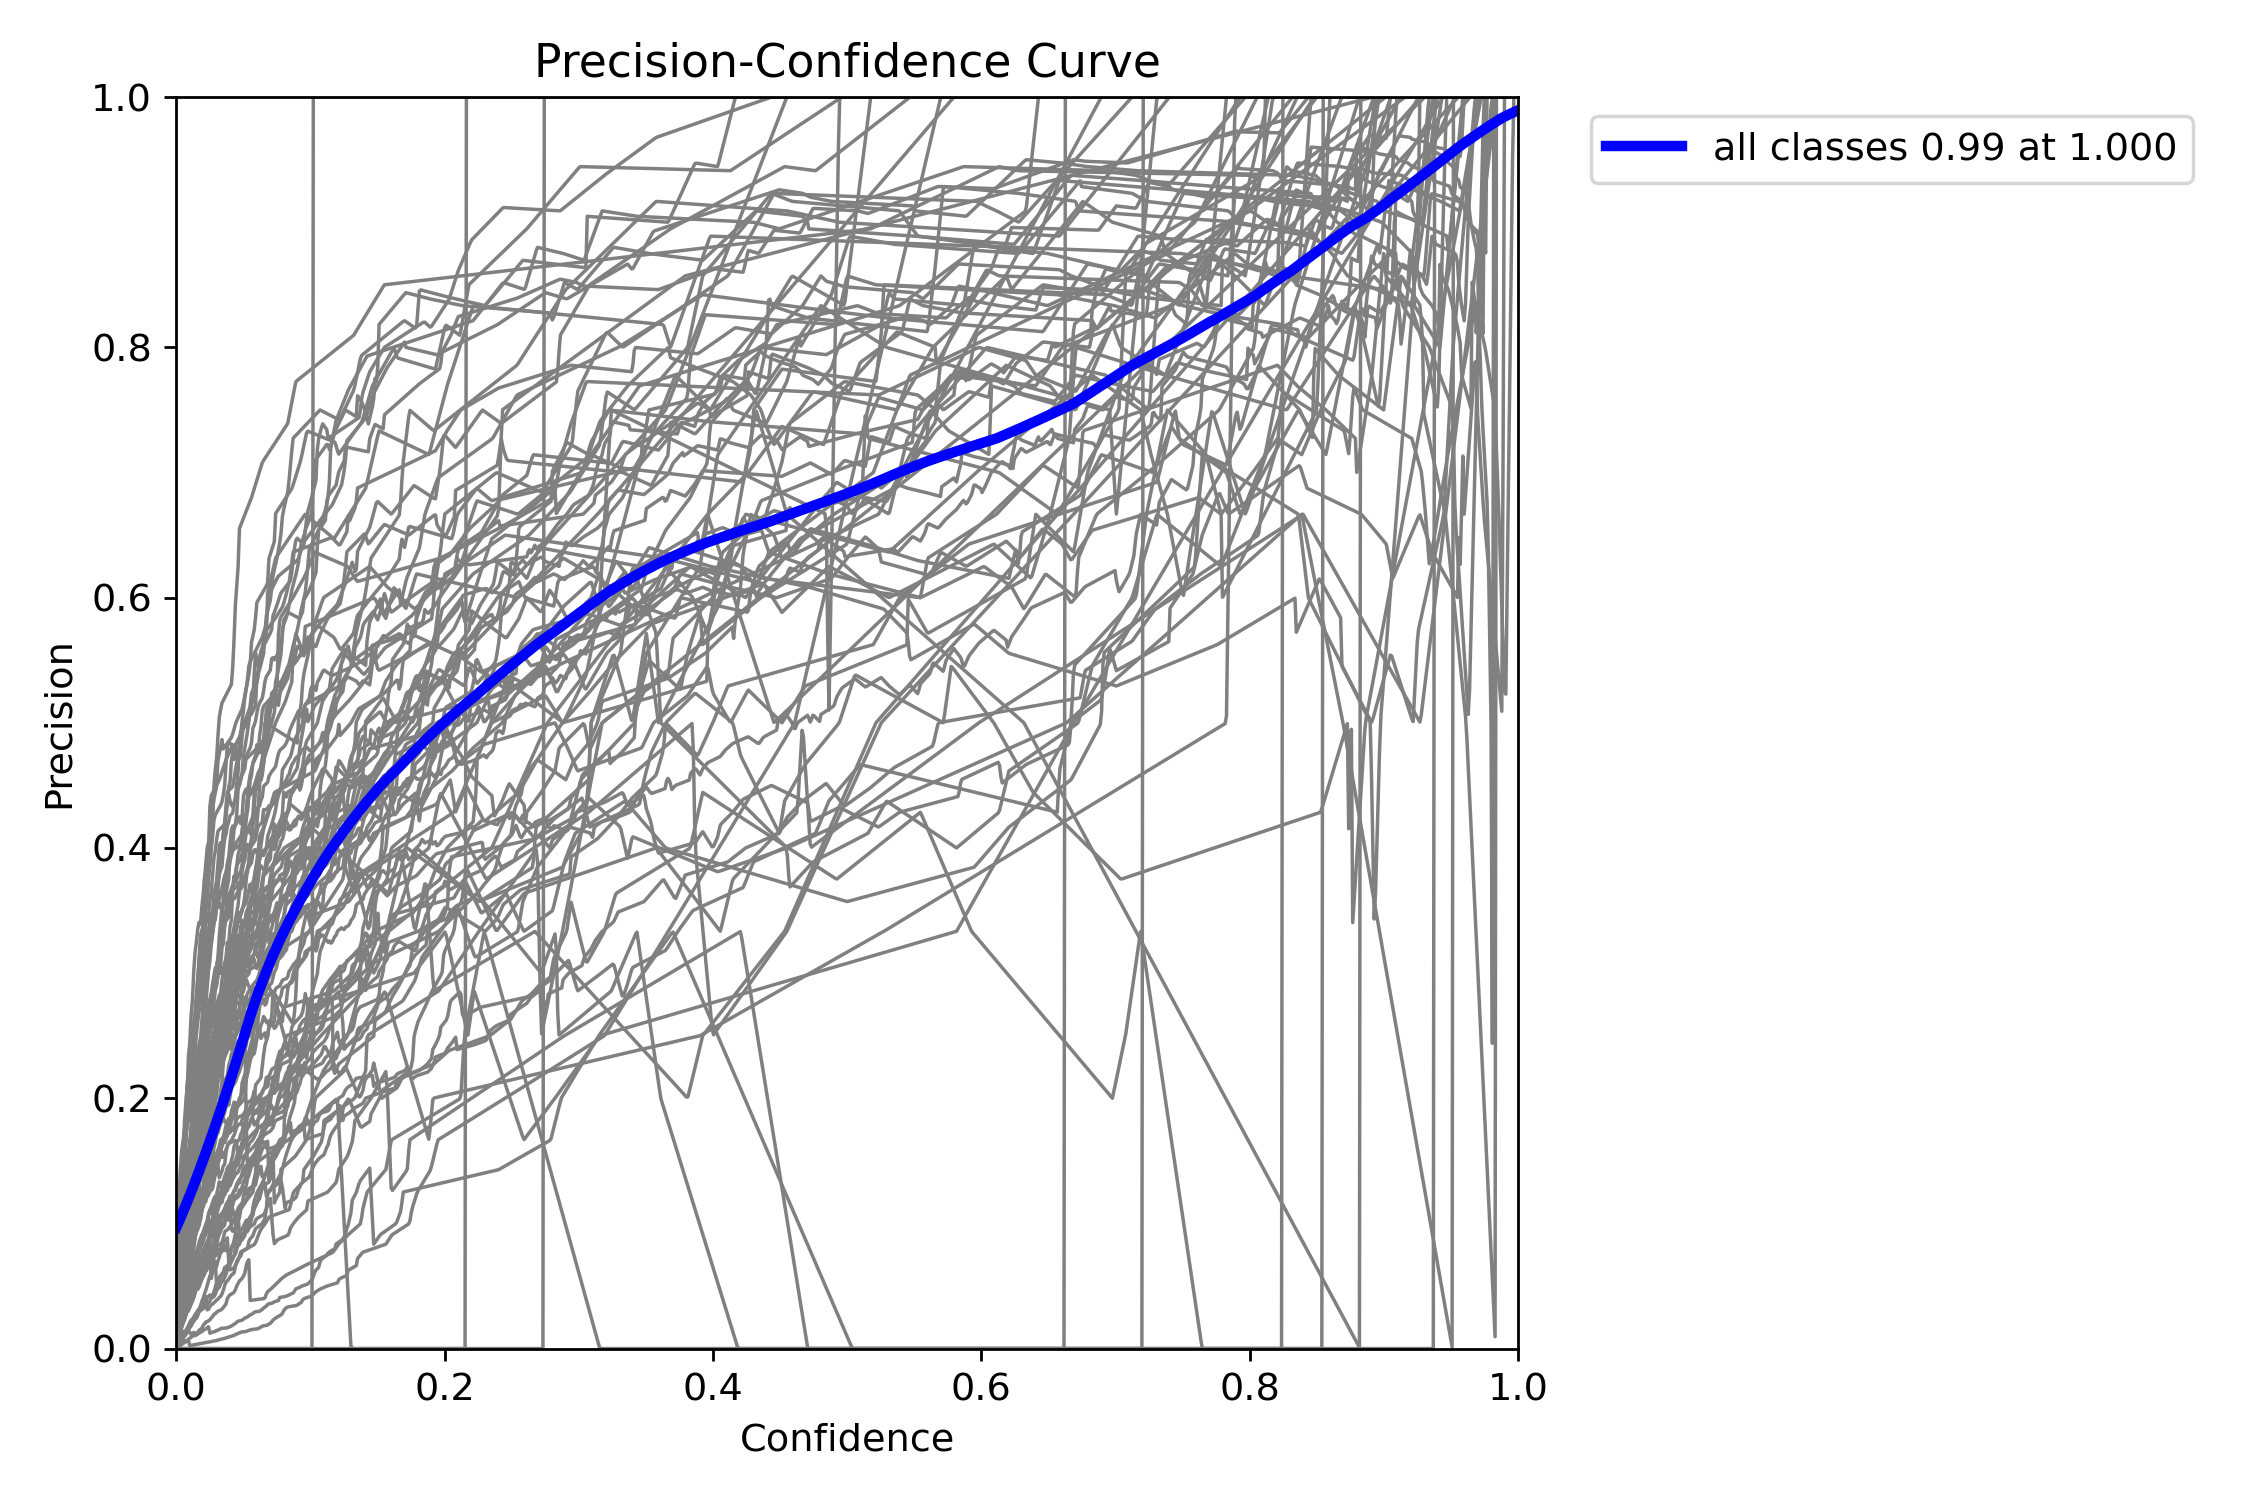 Precision-Confidence Curve
all classes 0.99 at 1.000
Precision
1.0
0.8
0.6
0.4
0.2
0.0
0.0 0.2 0.4 0.6 0.8 1.0
Confidence